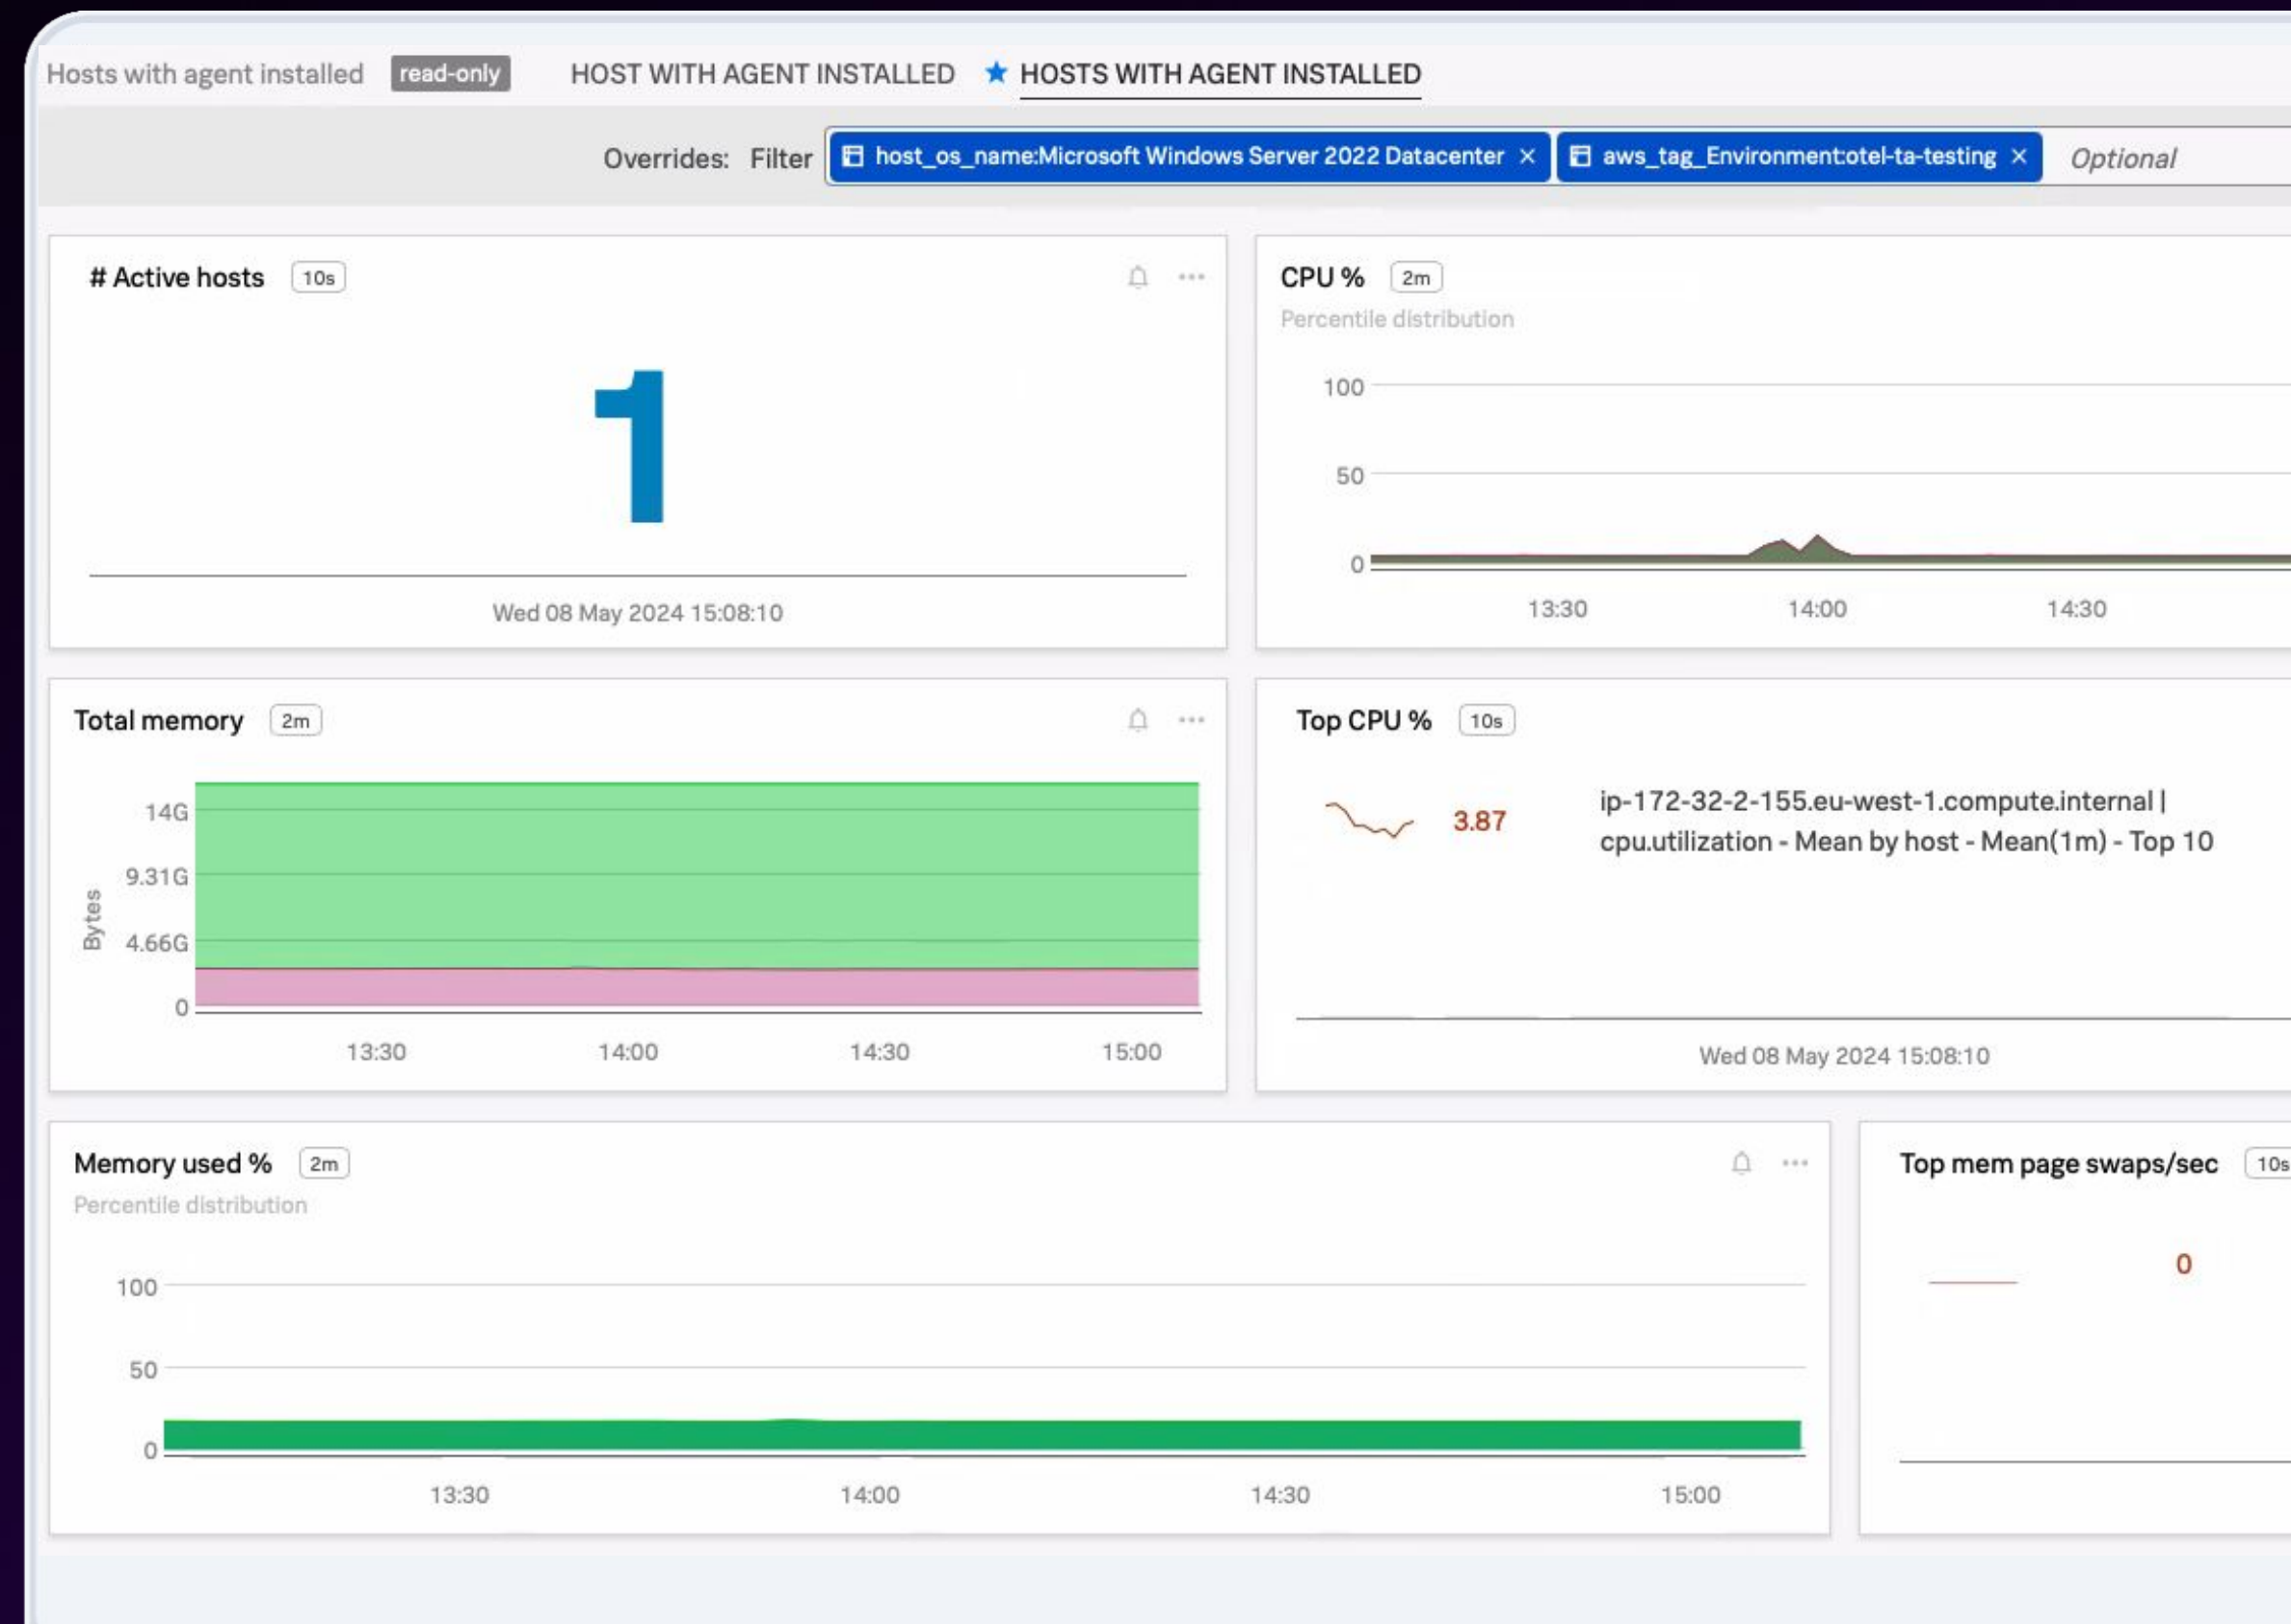 Hosts with agent installed read-only HOST WITH AGENT INSTALLED HOSTS WITH AGENT INSTALLED
Overrides: Filter host_os_name:Microsoft Windows Server 2022 Datacenter × aws_tag_Environment:otel-ta-testing × Optional
# Active hosts 10s
1
Wed 08 May 2024 15:08:10
CPU % 2m
Percentile distribution
100
50
0
13:30 14:00 14:30
Total memory 2m
Bytes
14G
9.31G
4.66G
0
13:30 14:00 14:30 15:00
Top CPU % 10s
3.87
ip-172-32-2-155.eu-west-1.compute.internal |
cpu.utilization - Mean by host - Mean(1m) - Top 10
Wed 08 May 2024 15:08:10
Memory used % 2m
Percentile distribution
100
50
0
13:30 14:00 14:30 15:00
Top mem page swaps/sec 10s
0